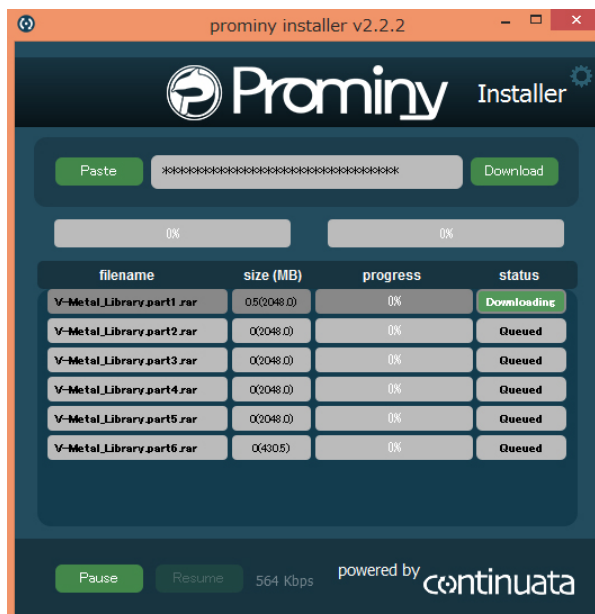 prominy installer v2.2.2
Prominy Installer
Paste ********************************** Download
0% 0%
filename size (MB) progress status
V-Metal_Library.part1.rar 0.5(2048.0) 0% Downloading
V-Metal_Library.part2.rar 0(2048.0) 0% Queued
V-Metal_Library.part3.rar 0(2048.0) 0% Queued
V-Metal_Library.part4.rar 0(2048.0) 0% Queued
V-Metal_Library.part5.rar 0(2048.0) 0% Queued
V-Metal_Library.part6.rar 0(430.5) 0% Queued
Pause Resume 564 Kbps powered by continuata